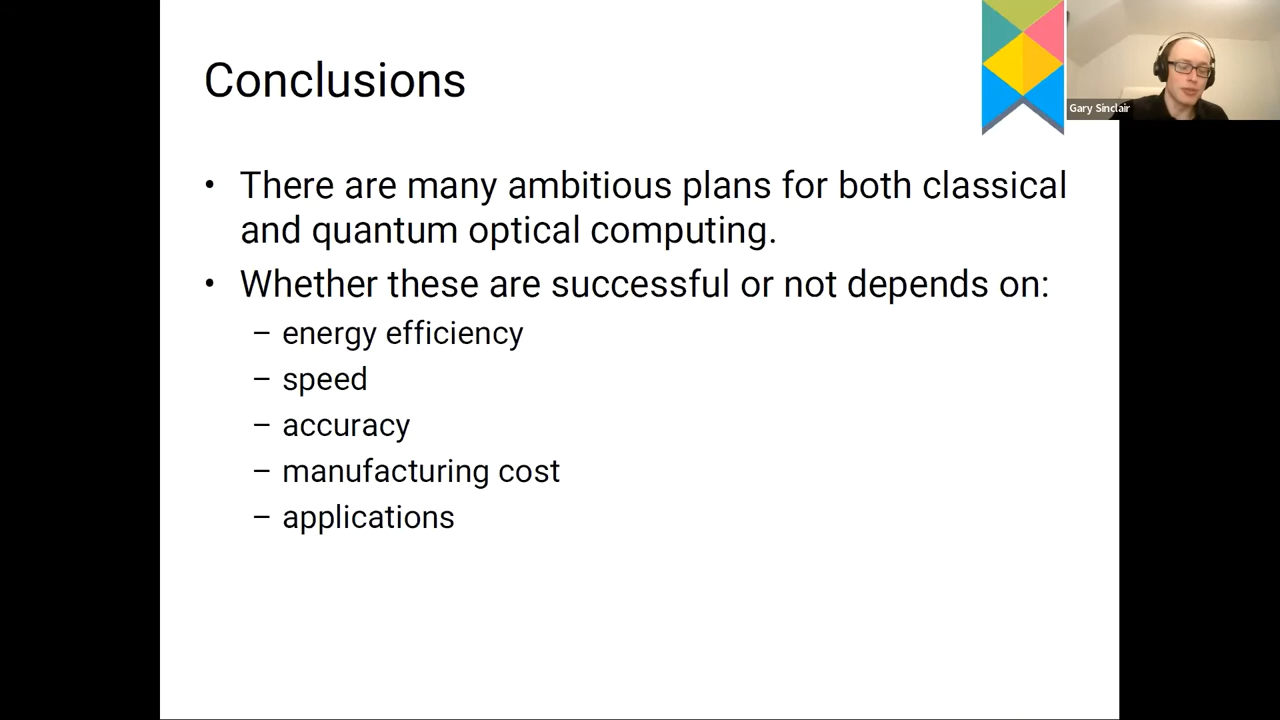 Conclusions
Gary Sinclair
• There are many ambitious plans for both classical
and quantum optical computing.
• Whether these are successful or not depends on:
– energy efficiency
– speed
– accuracy
– manufacturing cost
– applications